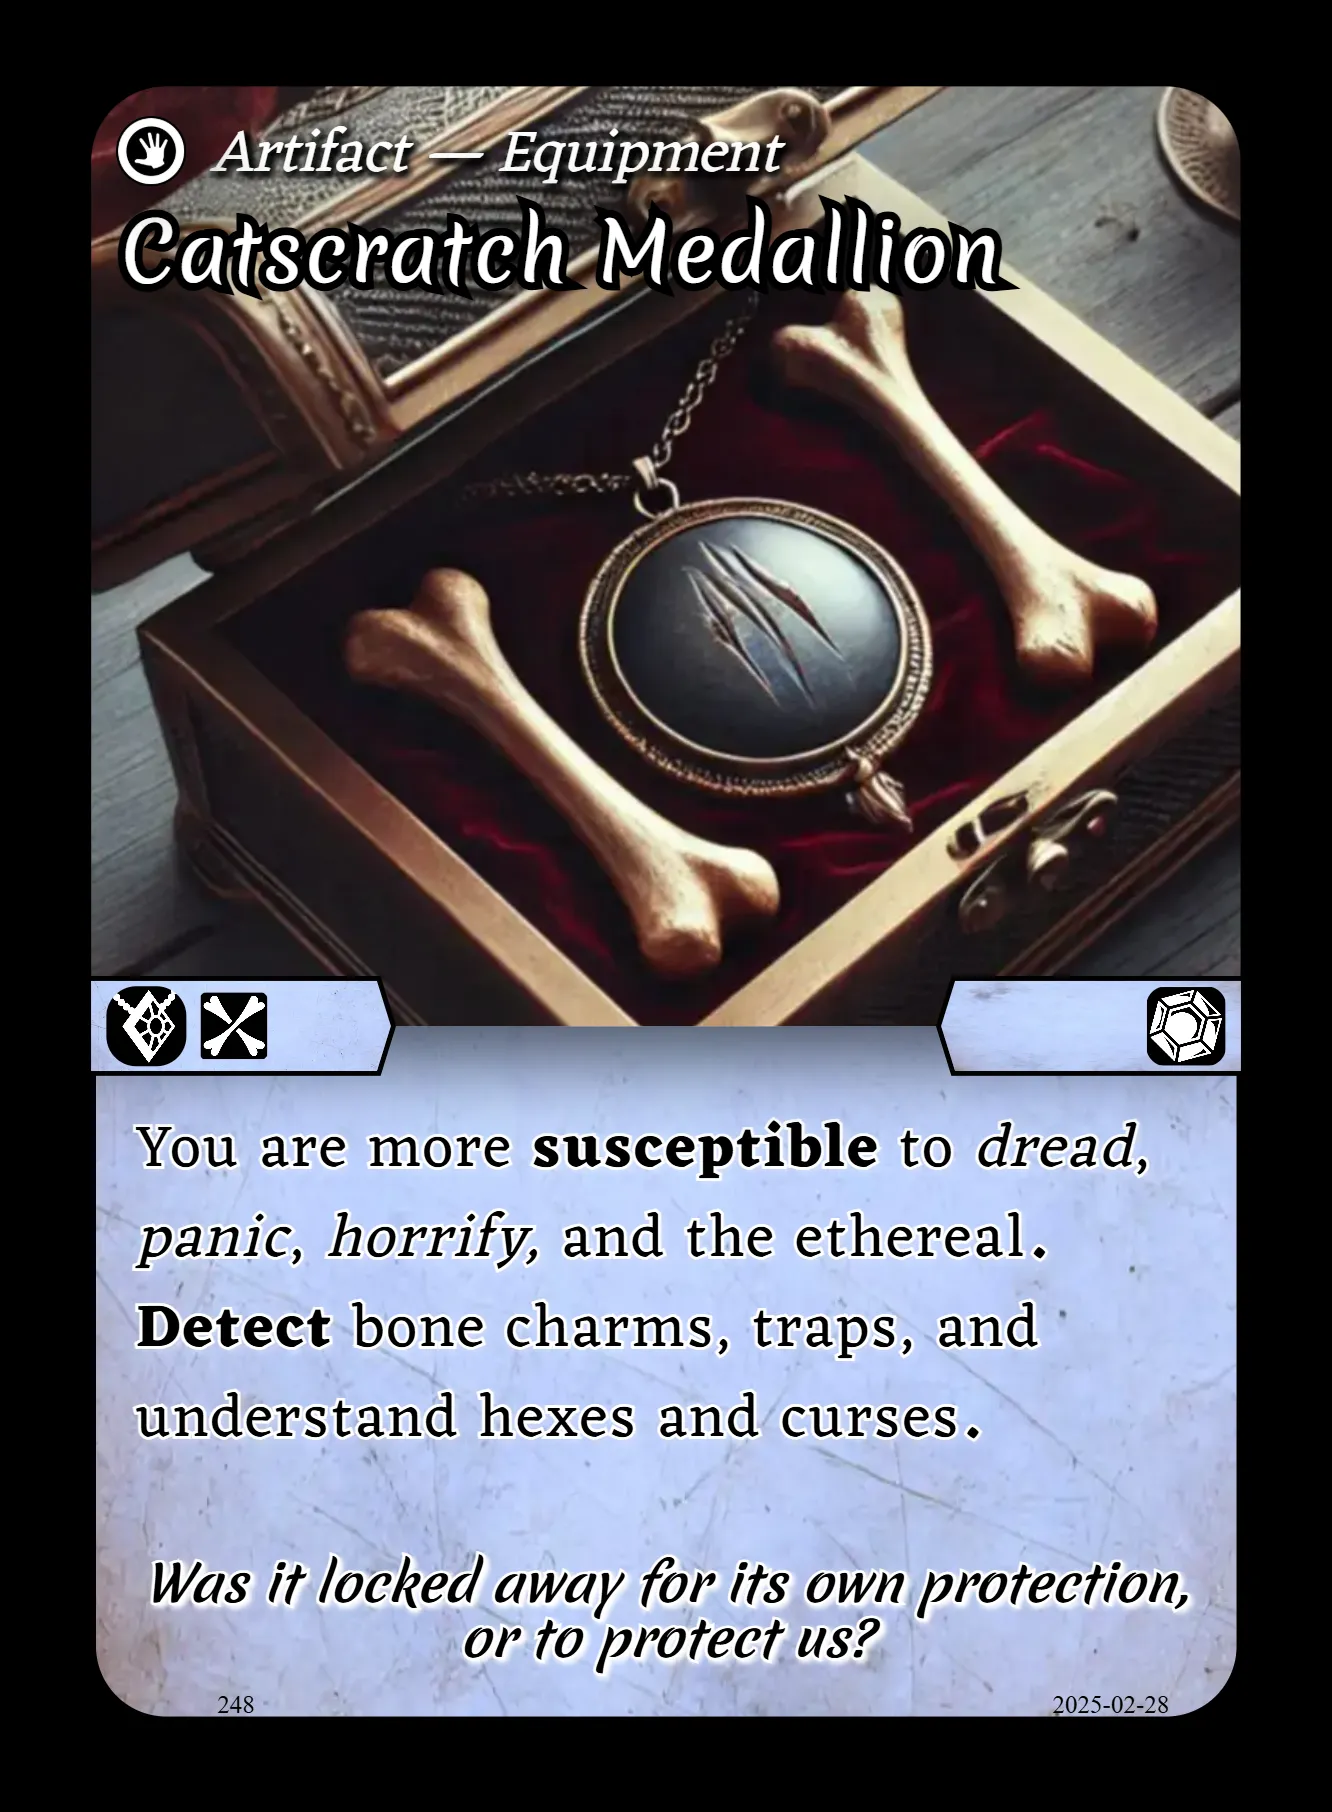 Artifact — Equipment
Catscratch Medallion
You are more susceptible to dread,
panic, horrify, and the ethereal.
Detect bone charms, traps, and
understand hexes and curses.
Was it locked away for its own protection,
or to protect us?
248
2025-02-28